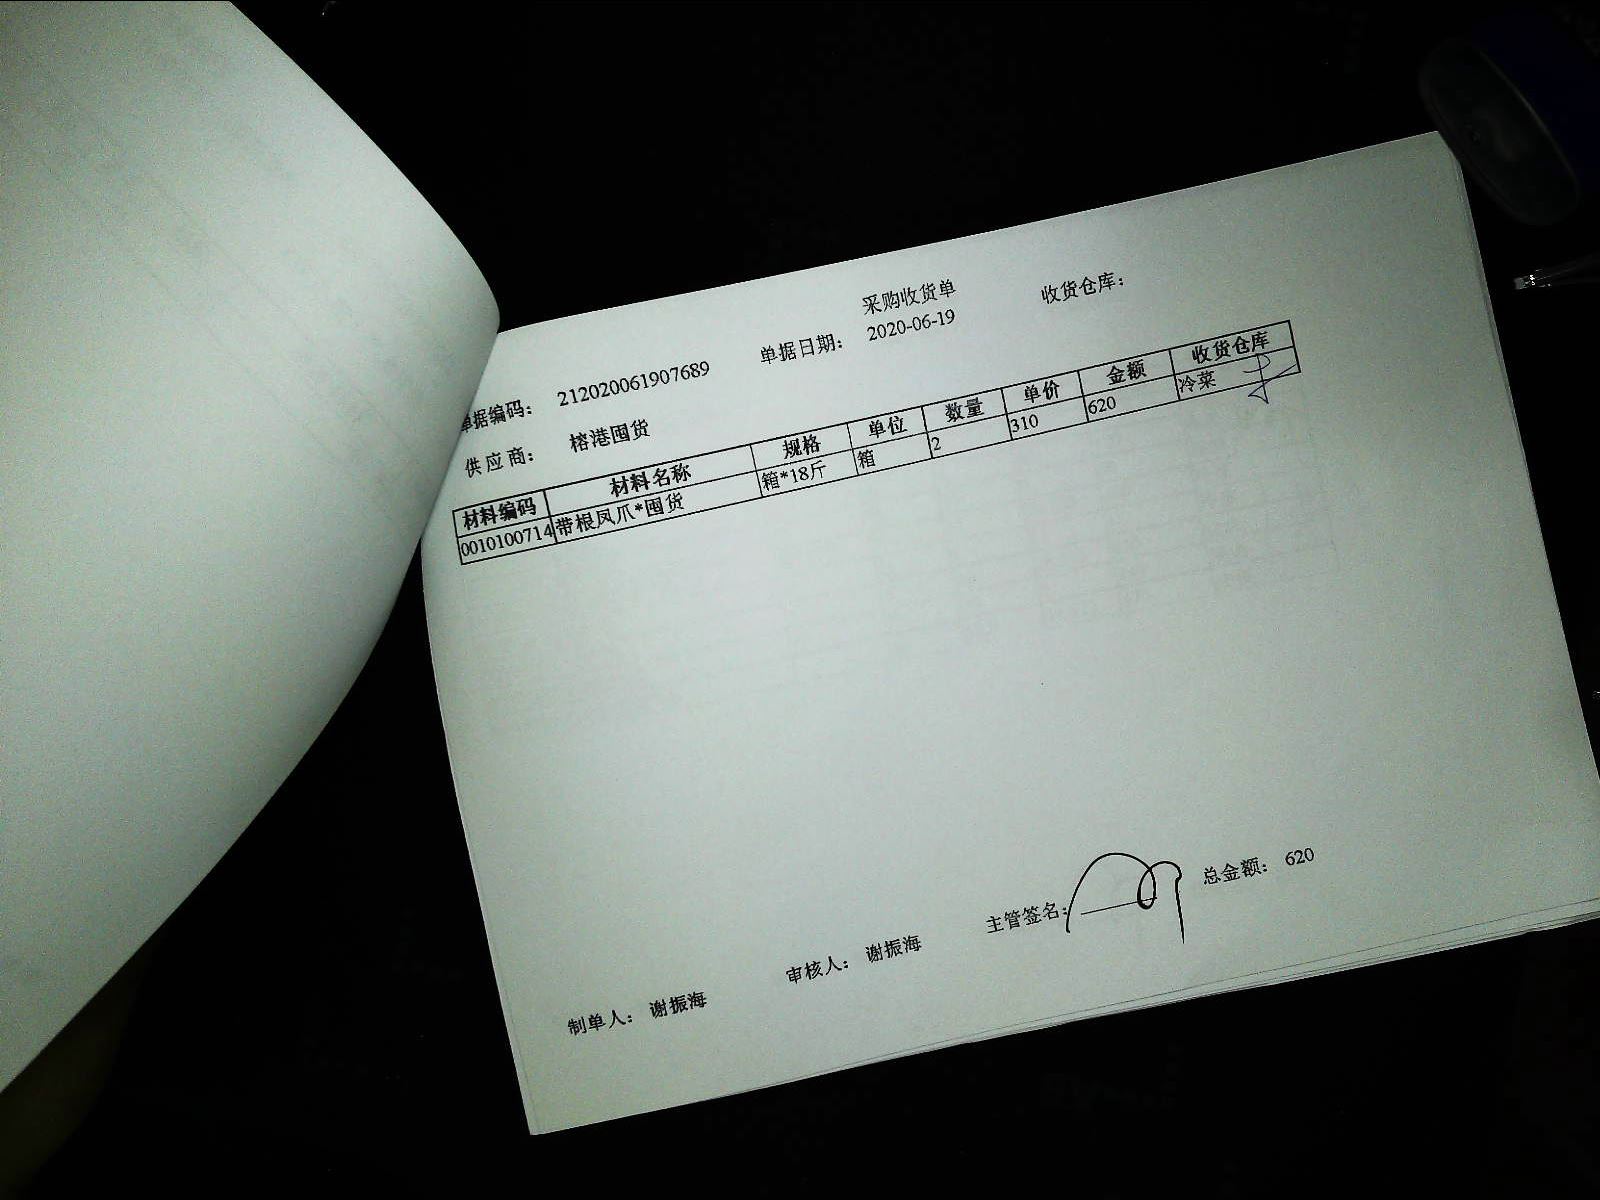 采购收货单
单据编码： 212020061907689 单据日期： 2020-06-19 收货仓库：
供应商： 榕港囤货
材料编码 材料名称 规格 单位 数量 单价 金额 收货仓库
0010100714 带根凤爪*囤货 箱*18斤 箱 2 310 620 冷菜
总金额： 620
制单人： 谢振海 审核人： 谢振海 主管签名：